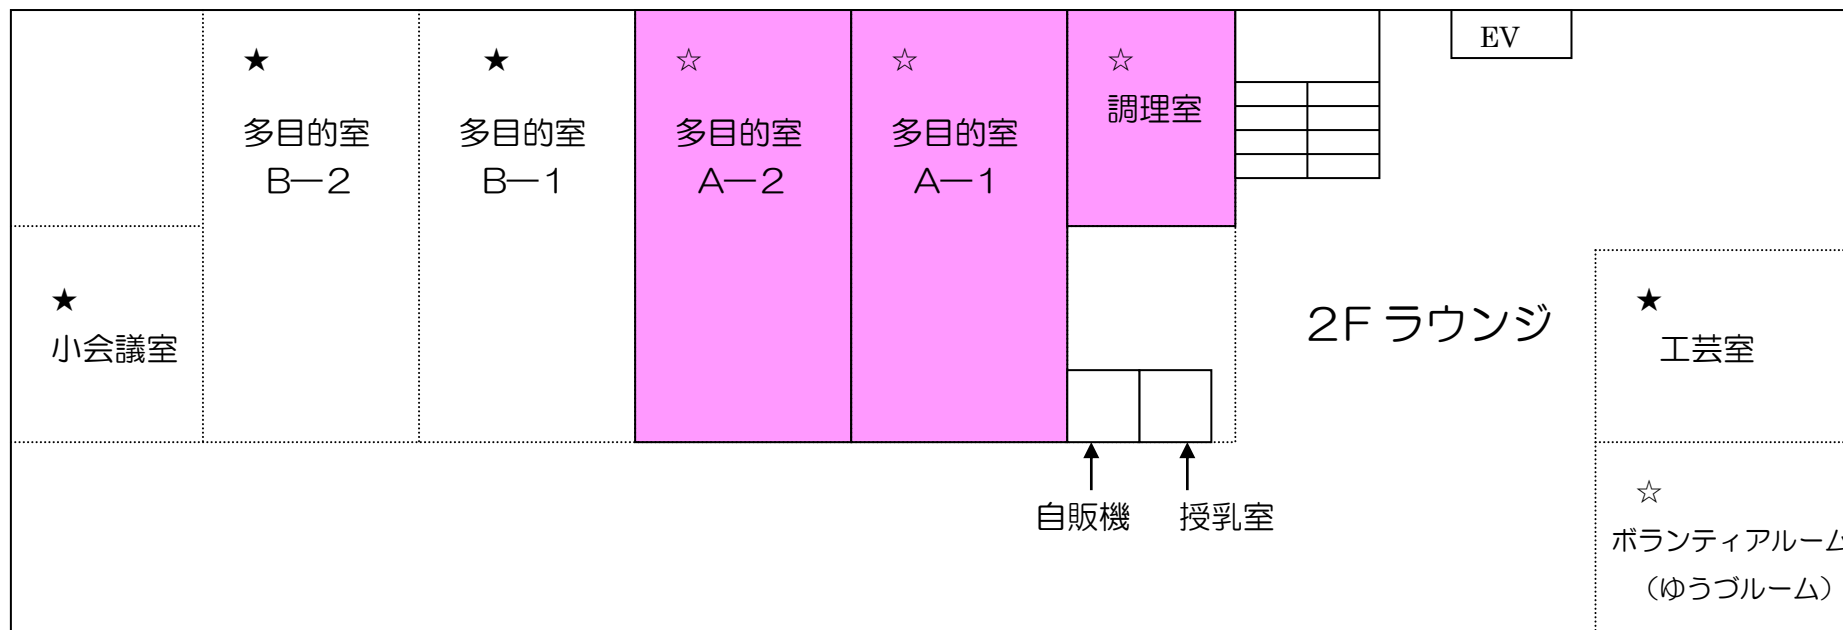 EV
★
多目的室
B―2
★
多目的室
B―1
☆
多目的室
A―2
☆
多目的室
A―1
☆
調理室
★
小会議室
2F ラウンジ
★
工芸室
自販機
授乳室
☆
ボランティアルーム
（ゆうづルーム）